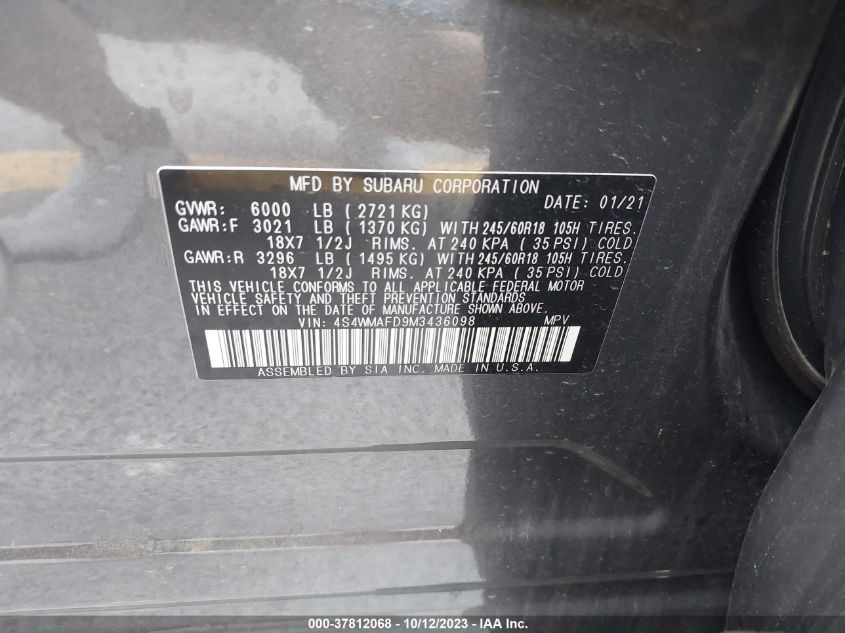 MFD BY SUBARU CORPORATION
DATE: 01/21
GVWR: 6000 LB ( 2721 KG)
GAWR:F 3021 LB ( 1370 KG) WITH 245/60R18 105H TIRES.
18X7 1/2J RIMS. AT 240 KPA ( 35 PSI) COLD
GAWR:R 3296 LB ( 1495 KG) WITH 245/60R18 105H TIRES.
18X7 1/2J RIMS. AT 240 KPA ( 35 PSI) COLD
THIS VEHICLE CONFORMS TO ALL APPLICABLE FEDERAL MOTOR
VEHICLE SAFETY AND THEFT PREVENTION STANDARDS
IN EFFECT ON THE DATE OF MANUFACTURE SHOWN ABOVE.
VIN: 4S4WMAFD9M3436098 MPV
ASSEMBLED BY SIA INC. MADE IN U.S.A.
000-37812068 - 10/12/2023 - IAA Inc.